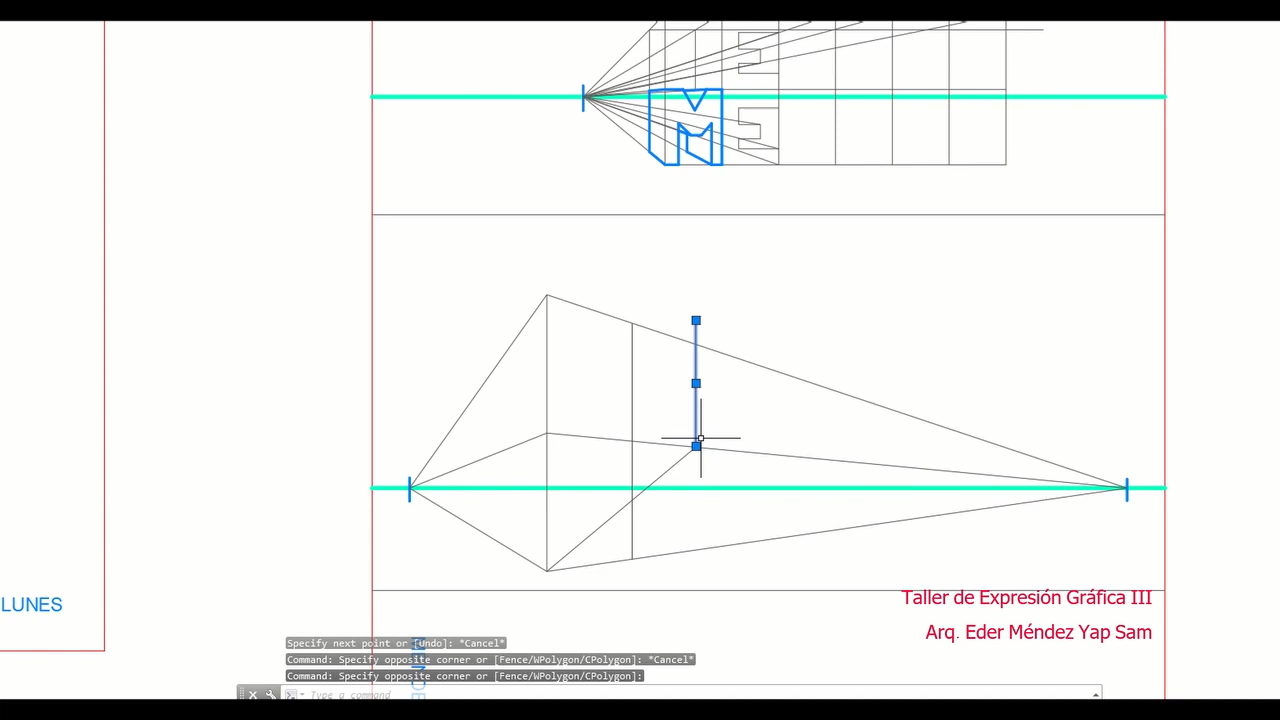 LUNES
Taller de Expresión Gráfica III
Arq. Eder Méndez Yap Sam
Specify next point or [Undo]: *Cancel*
Command: Specify opposite corner or [Fence/WPolygon/CPolygon]: *Cancel*
Command: Specify opposite corner or [Fence/WPolygon/CPolygon]:
Type a command